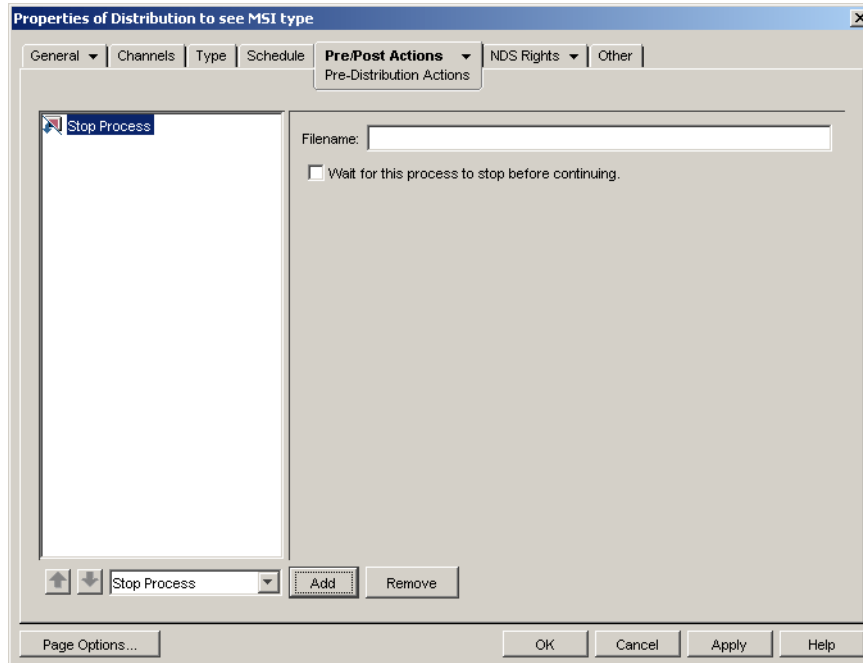 Properties of Distribution to see MSI type
General Channels Type Schedule Pre/Post Actions NDS Rights Other
Pre-Distribution Actions
Stop Process
Filename:
Wait for this process to stop before continuing.
Stop Process Add Remove
Page Options... OK Cancel Apply Help